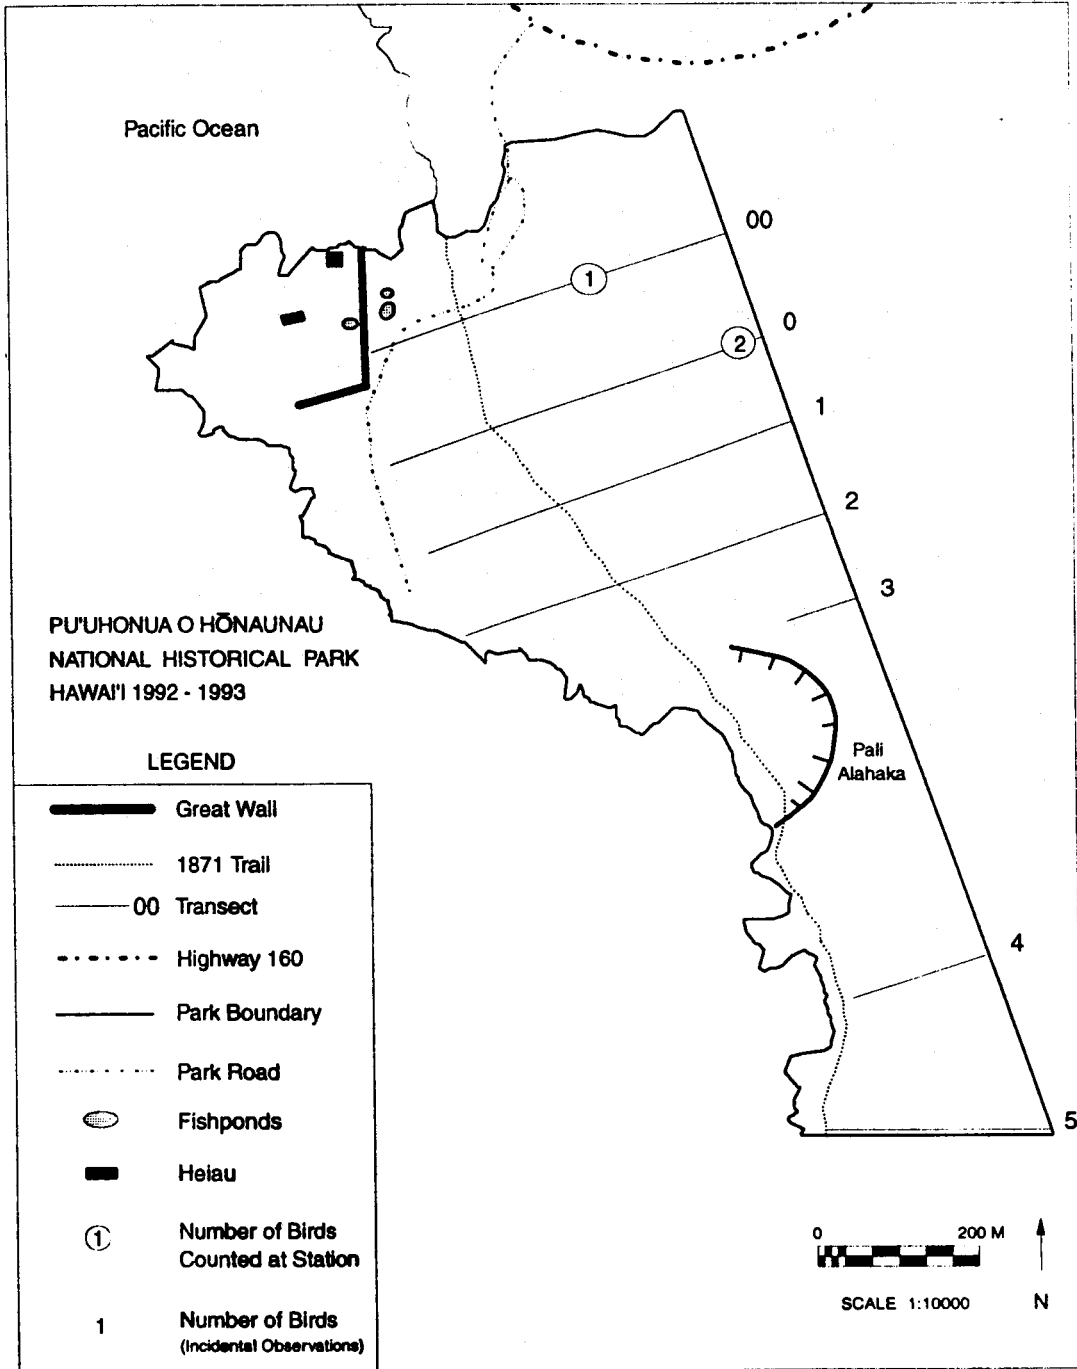 Pacific Ocean
00
1
0
2
1
2
3
PU'UHONUA O HŌNAUNAU
NATIONAL HISTORICAL PARK
HAWAI'I 1992 - 1993
Pali
Alahaka
4
5
LEGEND
Great Wall
1871 Trail
00 Transect
Highway 160
Park Boundary
Park Road
Fishponds
Heiau
1 Number of Birds
Counted at Station
1 Number of Birds
(Incidental Observations)
0 200 M
SCALE 1:10000
N